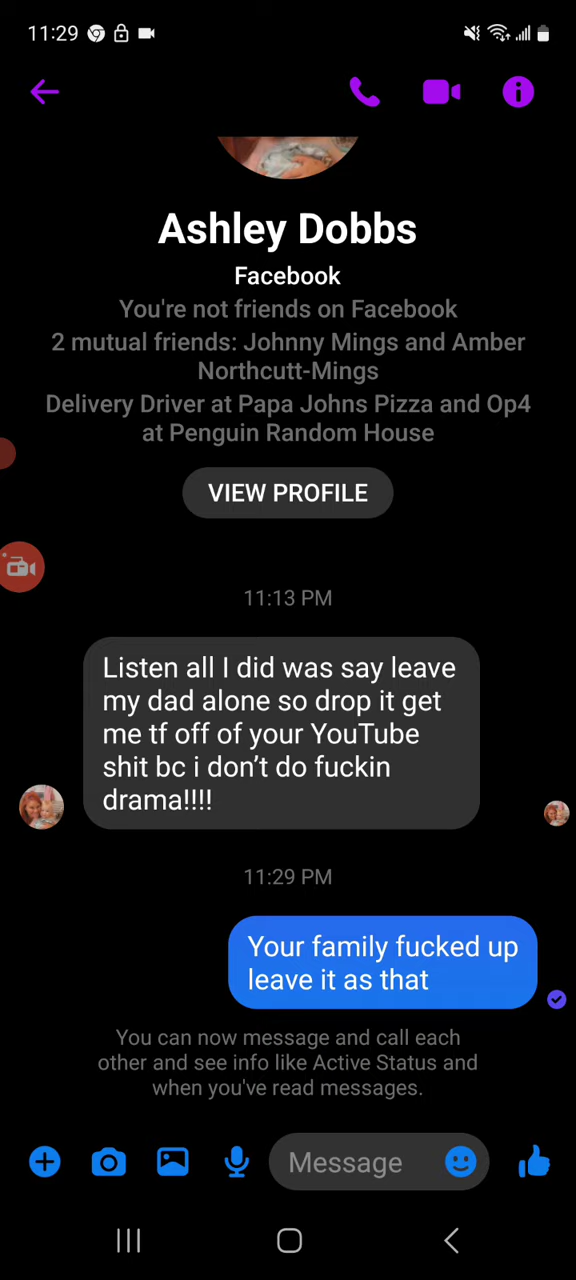 11:29
Ashley Dobbs
Facebook
You're not friends on Facebook
2 mutual friends: Johnny Mings and Amber
Northcutt-Mings
Delivery Driver at Papa Johns Pizza and Op4
at Penguin Random House
VIEW PROFILE
11:13 PM
Listen all I did was say leave
my dad alone so drop it get
me tf off of your YouTube
shit bc i don’t do fuckin
drama!!!!
11:29 PM
Your family fucked up
leave it as that
You can now message and call each
other and see info like Active Status and
when you've read messages.
Message